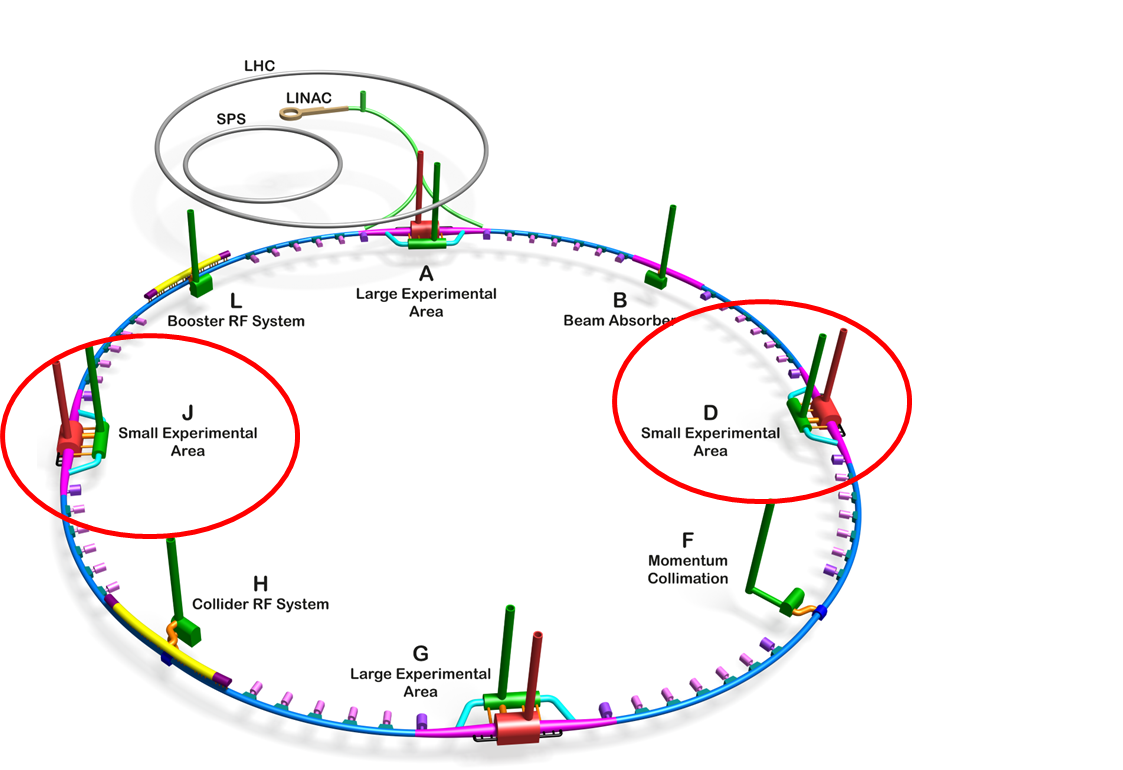 LHC
LINAC
SPS
A
Large Experimental
Area
L
Booster RF System
B
Beam Absorber
J
Small Experimental
Area
D
Small Experimental
Area
F
Momentum
Collimation
H
Collider RF System
G
Large Experimental
Area